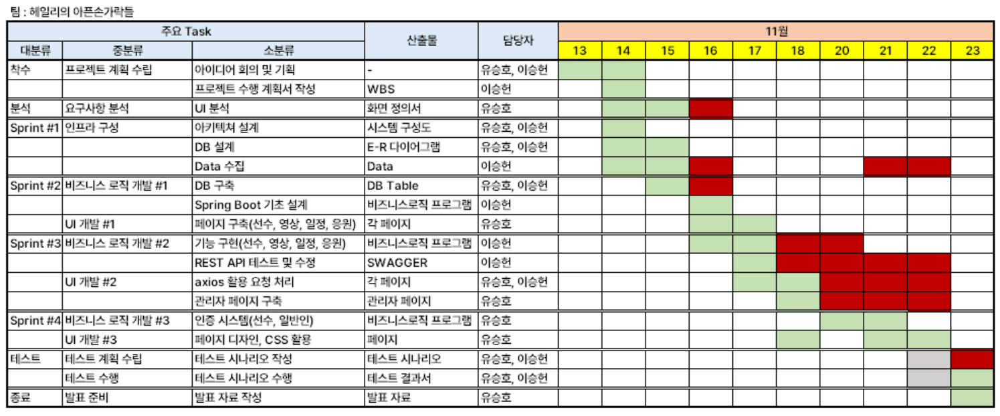 팀 : 헤일리의 아픈손가락들
주요 Task 산출물 담당자 11월
대분류 중분류 소분류 13 14 15 16 17 18 20 21 22 23
착수 프로젝트 계획 수립 아이디어 회의 및 기획 - 유승호, 이승헌
프로젝트 수행 계획서 작성 WBS 이승헌
분석 요구사항 분석 UI 분석 화면 정의서 유승호
Sprint #1 인프라 구성 아키텍쳐 설계 시스템 구성도 유승호, 이승헌
DB 설계 E-R 다이어그램 유승호, 이승헌
Data 수집 Data 이승헌
Sprint #2 비즈니스 로직 개발 #1 DB 구축 DB Table 유승호, 이승헌
Spring Boot 기초 설계 비즈니스로직 프로그램 이승헌
UI 개발 #1 페이지 구축(선수, 영상, 일정, 응원) 각 페이지 유승호
Sprint #3 비즈니스 로직 개발 #2 기능 구현(선수, 영상, 일정, 응원) 비즈니스로직 프로그램 이승헌
REST API 테스트 및 수정 SWAGGER 이승헌
UI 개발 #2 axios 활용 요청 처리 각 페이지 유승호, 이승헌
관리자 페이지 구축 관리자 페이지 유승호
Sprint #4 비즈니스 로직 개발 #3 인증 시스템(선수, 일반인) 비즈니스로직 프로그램 유승호
UI 개발 #3 페이지 디자인, CSS 활용 페이지 유승호
테스트 테스트 계획 수립 테스트 시나리오 작성 테스트 시나리오 유승호, 이승헌
테스트 수행 테스트 시나리오 수행 테스트 결과서 유승호, 이승헌
종료 발표 준비 발표 자료 작성 발표 자료 유승호